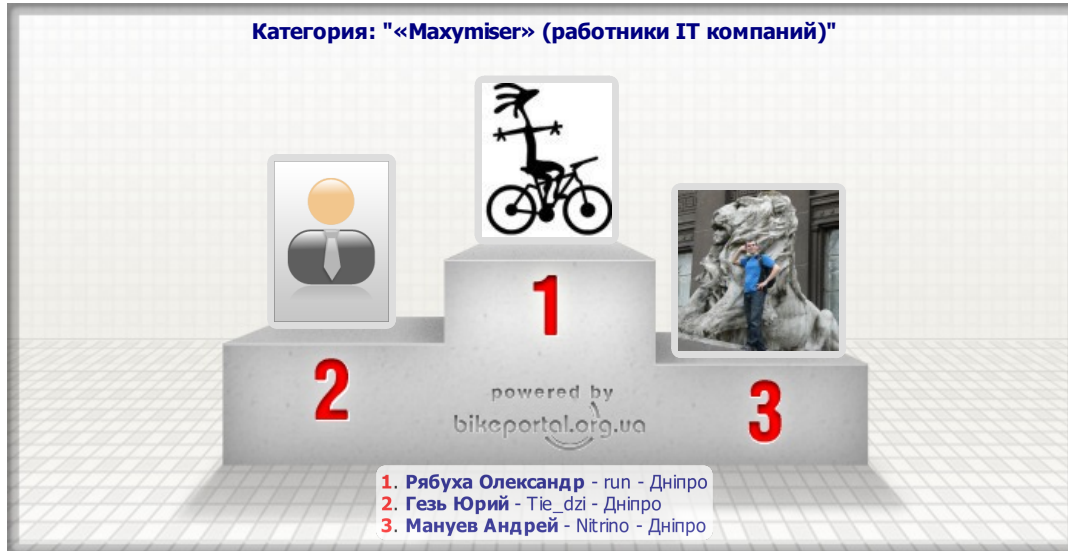 Категория: "«Maxymiser» (работники IT компаний)"
1
2
3
powered by
bikeportal.org.ua
1. Рябуха Олександр - run - Дніпро
2. Гезь Юрий - Tie_dzi - Дніпро
3. Мануев Андрей - Nitrino - Дніпро